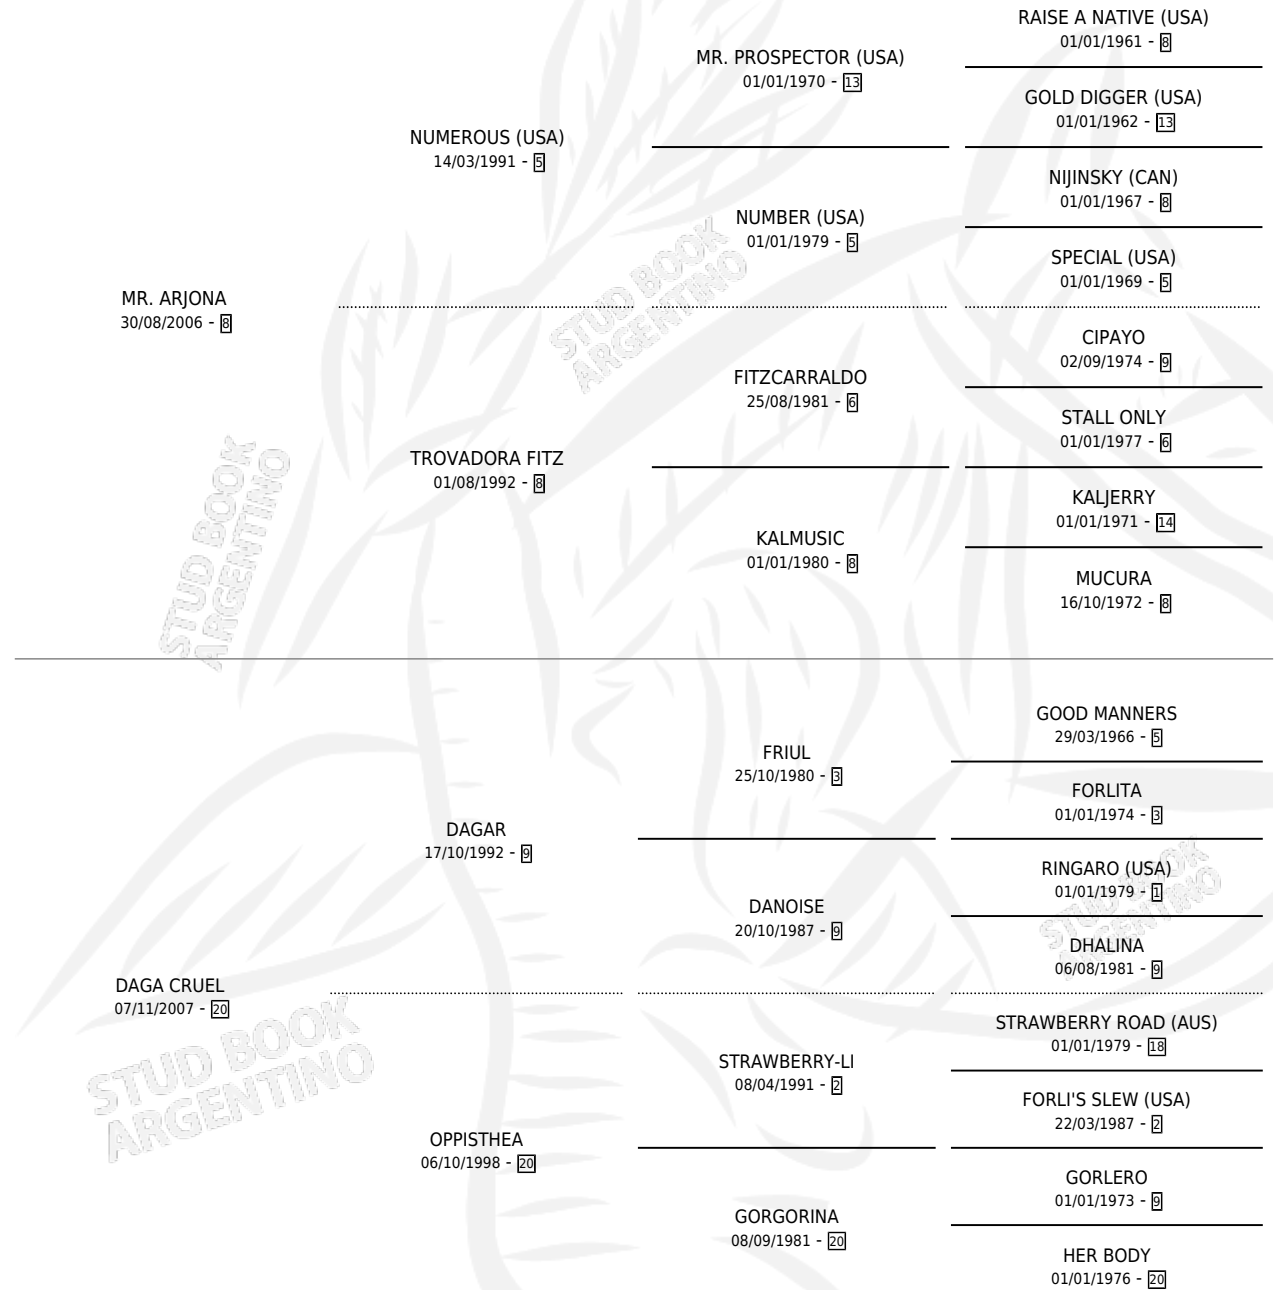 RAISE A NATIVE (USA)
01/01/1961 - 8
MR. PROSPECTOR (USA)
01/01/1970 - 13
GOLD DIGGER (USA)
01/01/1962 - 13
NUMEROUS (USA)
14/03/1991 - 5
NIJINSKY (CAN)
01/01/1967 - 8
NUMBER (USA)
01/01/1979 - 5
SPECIAL (USA)
01/01/1969 - 5
MR. ARJONA
30/08/2006 - 8
CIPAYO
02/09/1974 - 9
FITZCARRALDO
25/08/1981 - 6
STALL ONLY
01/01/1977 - 6
TROVADORA FITZ
01/08/1992 - 8
KALJERRY
01/01/1971 - 14
KALMUSIC
01/01/1980 - 8
MUCURA
16/10/1972 - 8
GOOD MANNERS
29/03/1966 - 5
FRIUL
25/10/1980 - 3
FORLITA
01/01/1974 - 3
DAGAR
17/10/1992 - 9
RINGARO (USA)
01/01/1979 - 1
DANOISE
20/10/1987 - 9
DHALINA
06/08/1981 - 9
DAGA CRUEL
07/11/2007 - 20
STRAWBERRY ROAD (AUS)
01/01/1979 - 18
STRAWBERRY-LI
08/04/1991 - 2
FORLI'S SLEW (USA)
22/03/1987 - 2
OPPISTHEA
06/10/1998 - 20
GORLERO
01/01/1973 - 9
GORGORINA
08/09/1981 - 20
HER BODY
01/01/1976 - 20
STUD BOOK
ARGENTINO
STUD BOOK
ARGENTINO
STUD BOOK
ARGENTINO
STUD BOOK
ARGENTINO